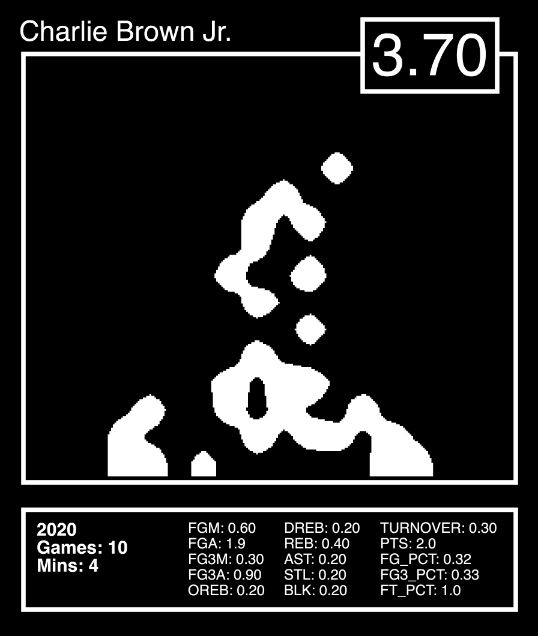 Charlie Brown Jr.
3.70
2020
Games: 10
Mins: 4
FGM: 0.60
FGA: 1.9
FG3M: 0.30
FG3A: 0.90
OREB: 0.20
DREB: 0.20
REB: 0.40
AST: 0.20
STL: 0.20
BLK: 0.20
TURNOVER: 0.30
PTS: 2.0
FG_PCT: 0.32
FG3_PCT: 0.33
FT_PCT: 1.0